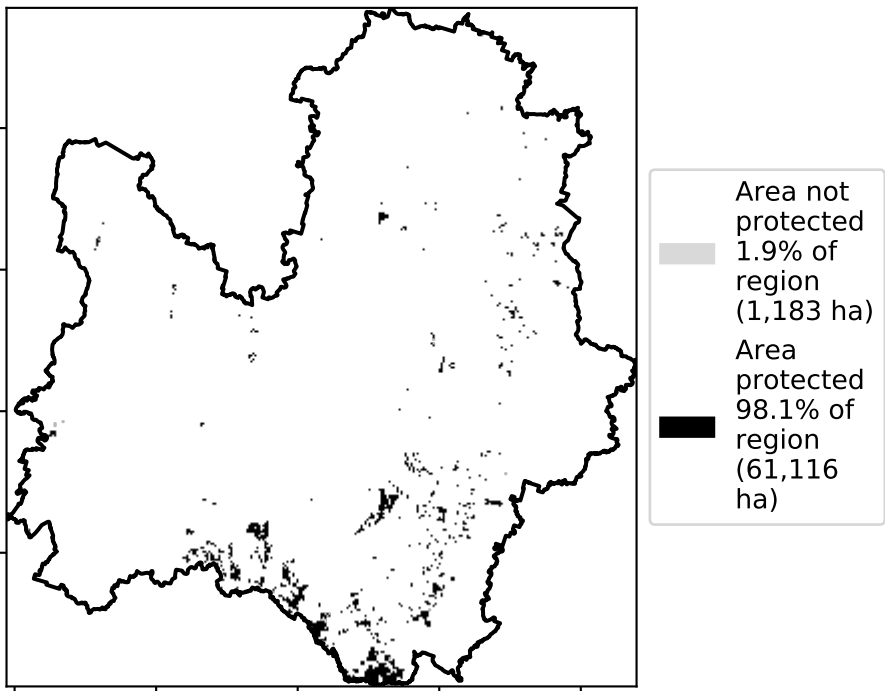 Area not
protected
1.9% of
region
(1,183 ha)
Area
protected
98.1% of
region
(61,116
ha)